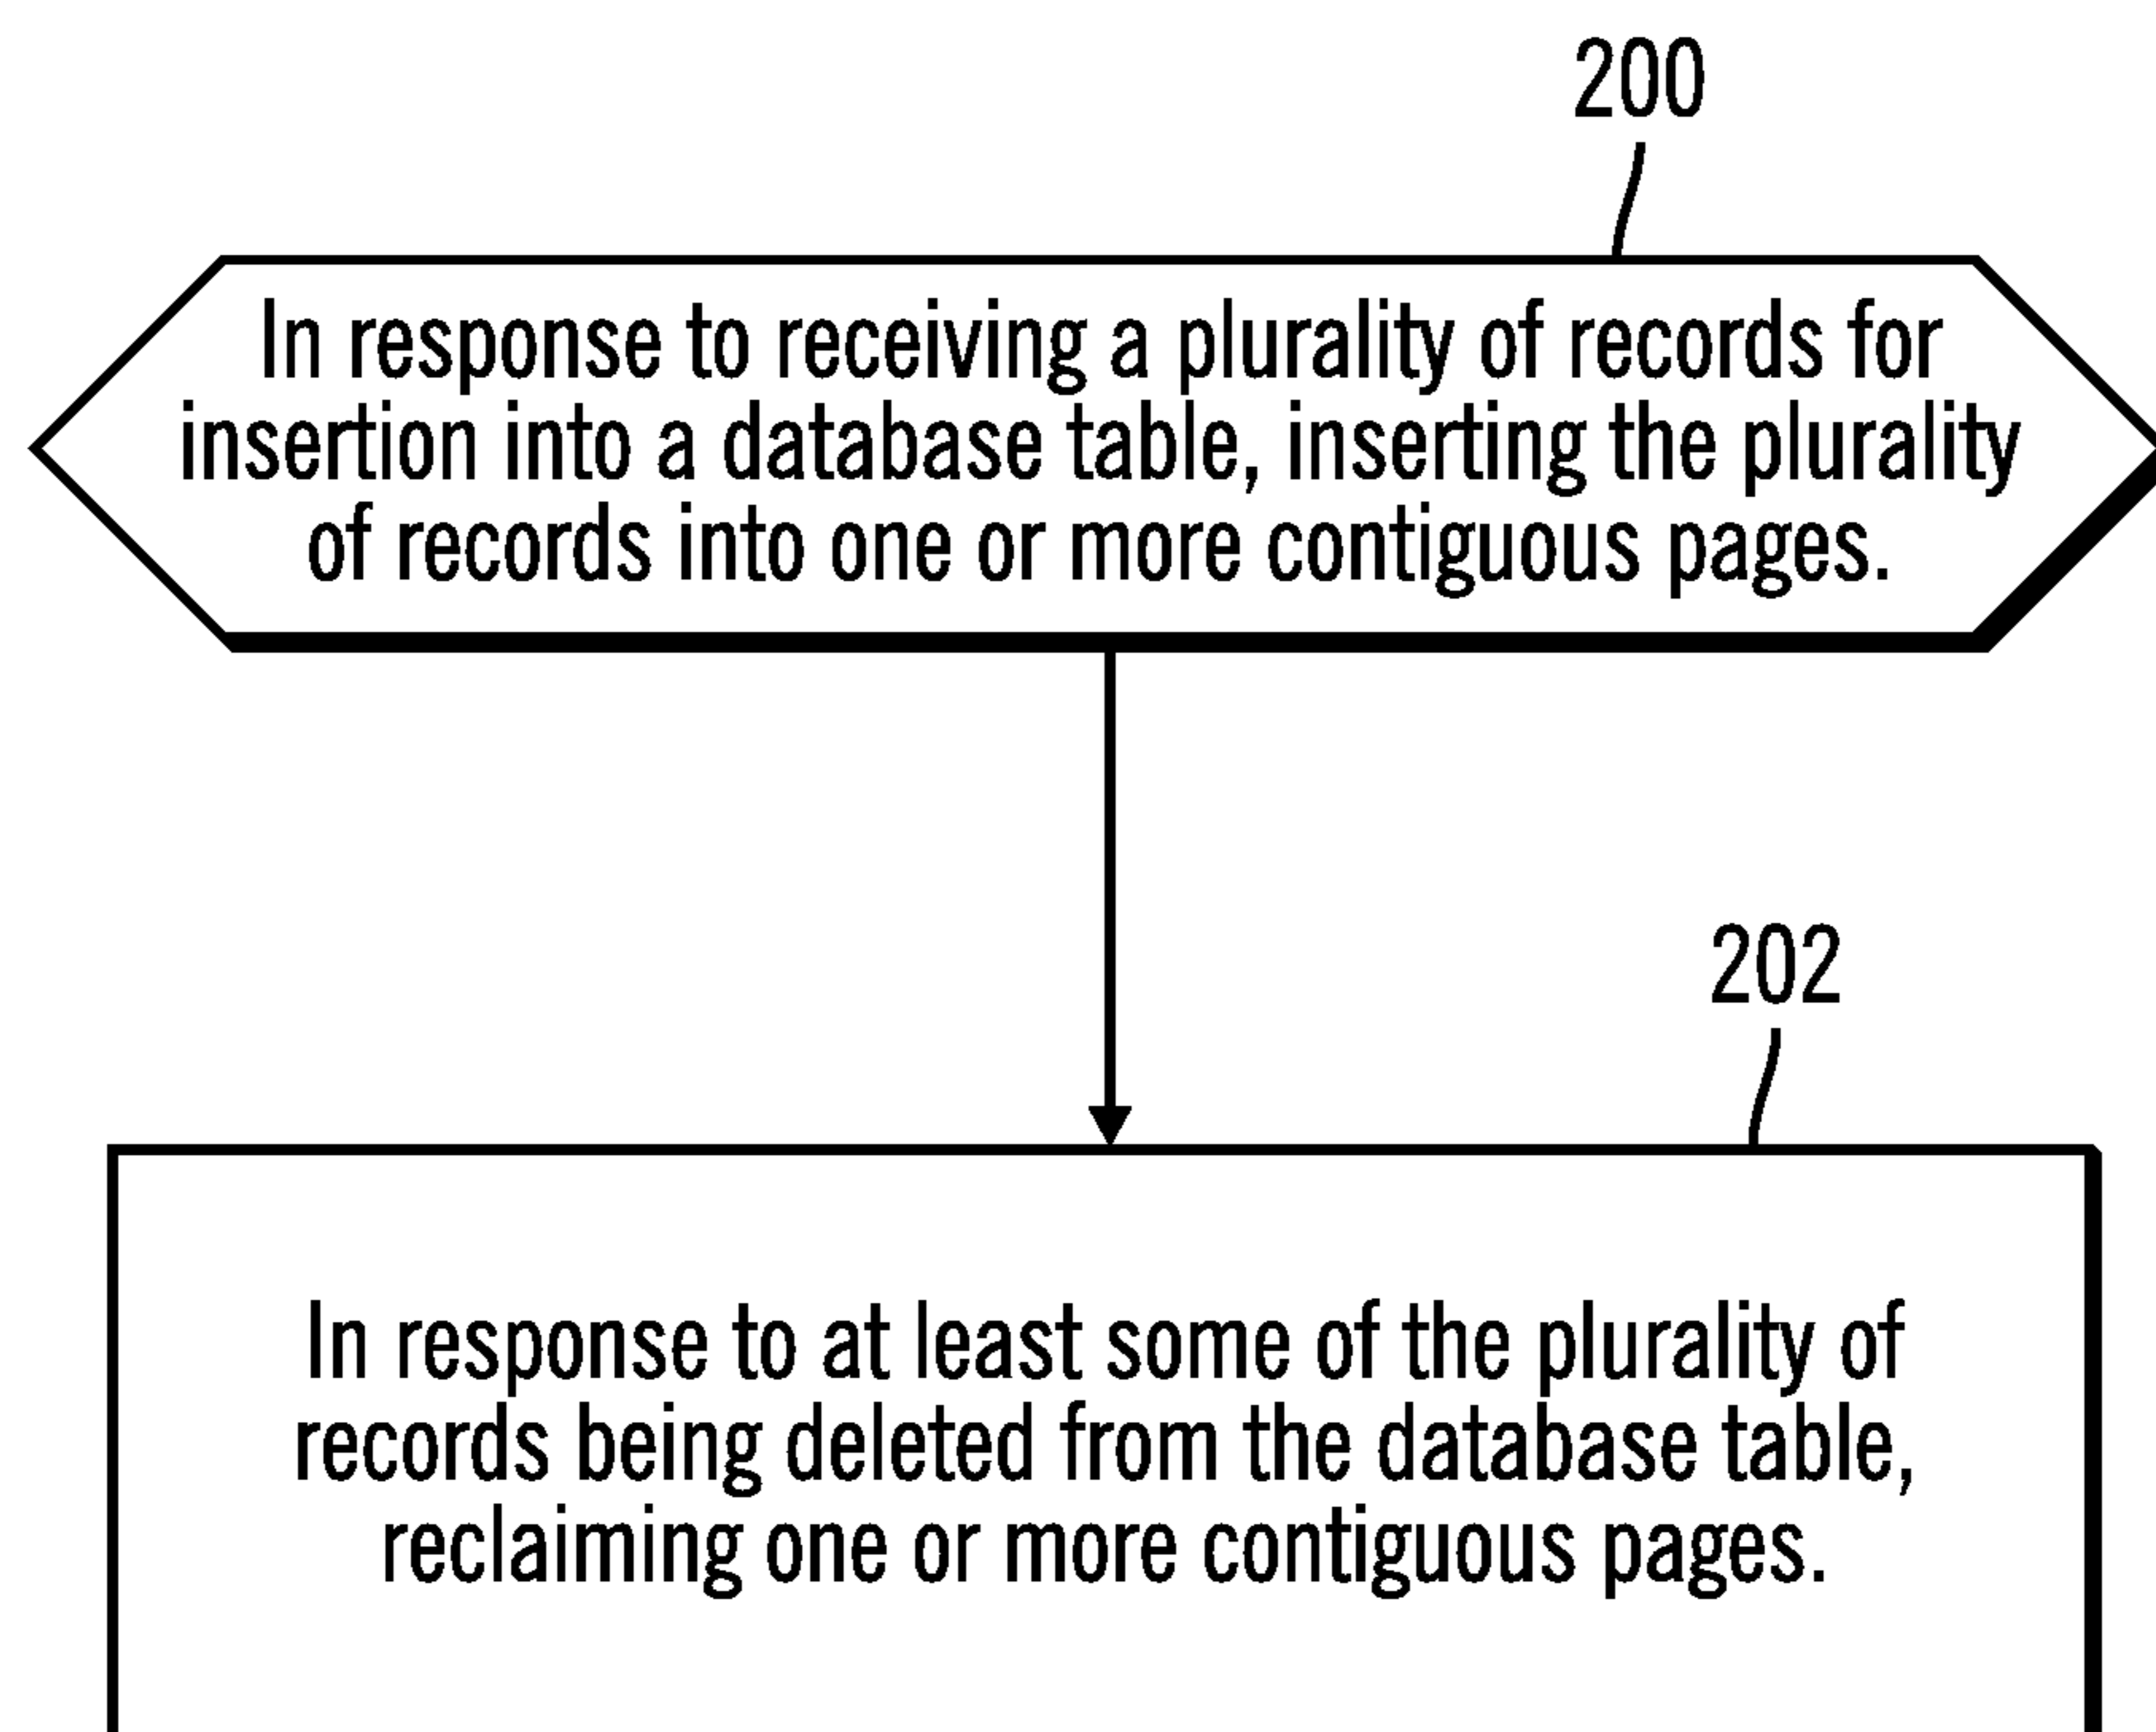 200
In response to receiving a plurality of records for
insertion into a database table, inserting the plurality
of records into one or more contiguous pages.
202
In response to at least some of the plurality of
records being deleted from the database table,
reclaiming one or more contiguous pages.